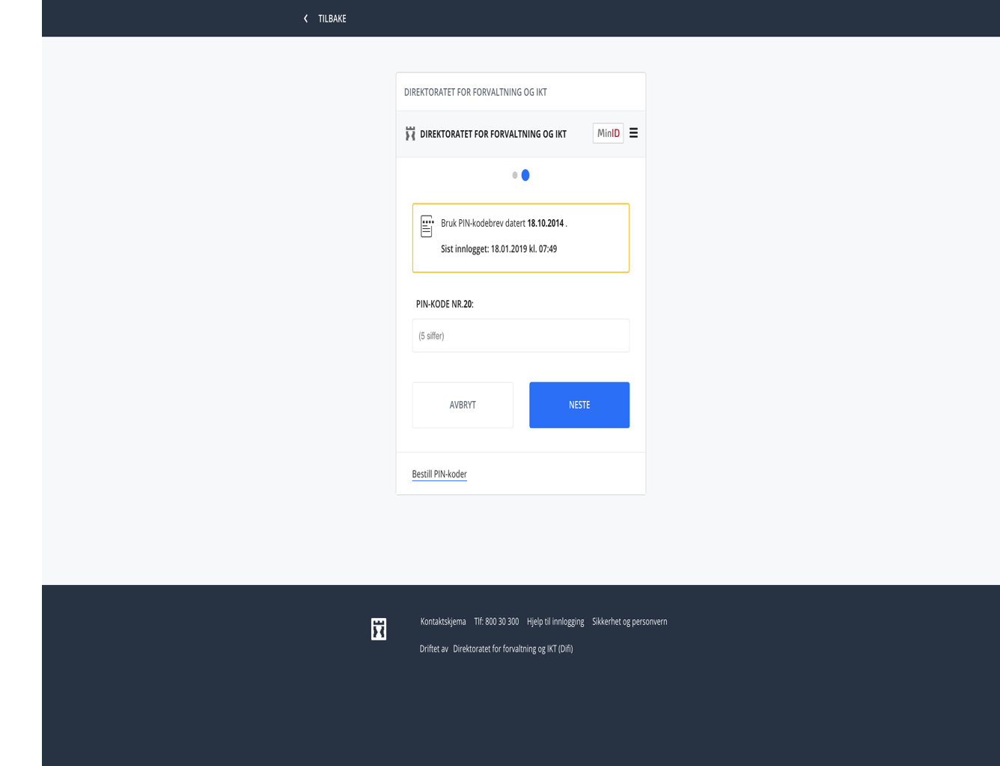 TILBAKE
DIREKTORATET FOR FORVALTNING OG IKT
DIREKTORATET FOR FORVALTNING OG IKT
MinID
Bruk PIN-kodebrev datert 18.10.2014 .
Sist innlogget: 18.01.2019 kl. 07:49
PIN-KODE NR.20:
(5 siffer)
AVBRYT
NESTE
Bestill PIN-koder
Kontaktskjema Tlf: 800 30 300 Hjelp til innlogging Sikkerhet og personvern
Driftet av Direktoratet for forvaltning og IKT (Difi)